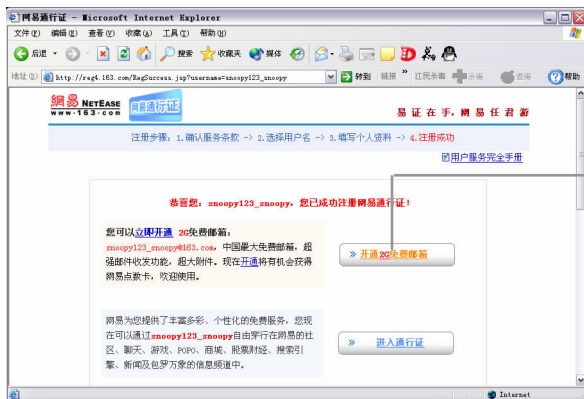 网易通行证 - Microsoft Internet Explorer
文件(F) 编辑(E) 查看(V) 收藏(A) 工具(T) 帮助(H)
后退 搜索 收藏夹 媒体
地址(D) http://reg4.163.com/RegSuccess.jsp?username=snoopy123_snoopy 转到 链接 » 江民杀毒 杀毒 查毒 帮助
網易 NETEASE www.163.com 网易通行证
易 证 在 手，网 易 任 君 游
注册步骤: 1.确认服务条款 -> 2.选择用户名 -> 3.填写个人资料 -> 4.注册成功
用户服务完全手册
恭喜您: snoopy123_snoopy, 您已成功注册网易通行证!
您可以立即开通 2G免费邮箱:
snoopy123_snoopy@163.com, 中国最大免费邮箱, 超
强邮件收发功能, 超大附件。现在开通将有机会获得
网易点数卡, 欢迎使用。
» 开通2G免费邮箱
网易为您提供了丰富多彩、个性化的免费服务, 您现
在可以通过snoopy123_snoopy自由穿行在网易的社
区、聊天、游戏、POPO、商城、股票财经、搜索引
擎、新闻及包罗万象的信息频道中。
» 进入通行证
Internet